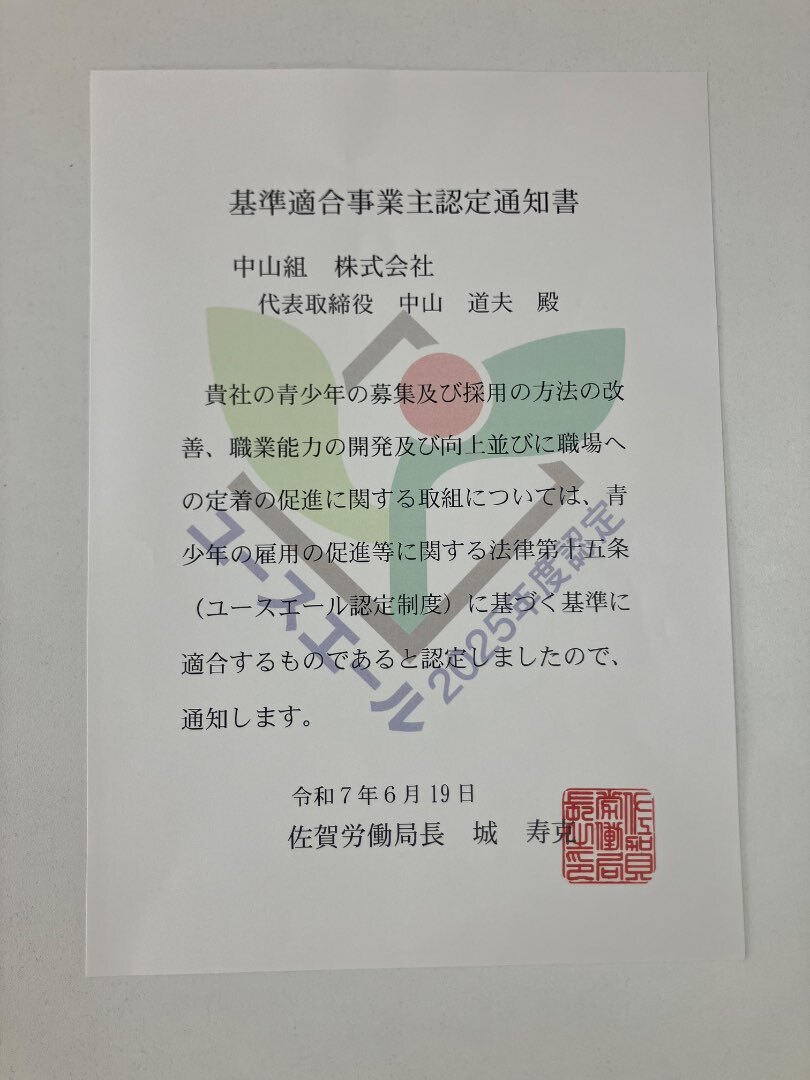 基準適合事業主認定通知書
中山組 株式会社
代表取締役 中山 道夫 殿
貴社の青少年の募集及び採用の方法の改
善、職業能力の開発及び向上並びに職場へ
の定着の促進に関する取組については、青
少年の雇用の促進等に関する法律第十五条
（ユースエール認定制度）に基づく基準に
適合するものであると認定しましたので、
通知します。
ユースエール
2025年度認定
令和７年６月19日
佐賀労働局長 城 寿克
佐賀
労働局
長之印